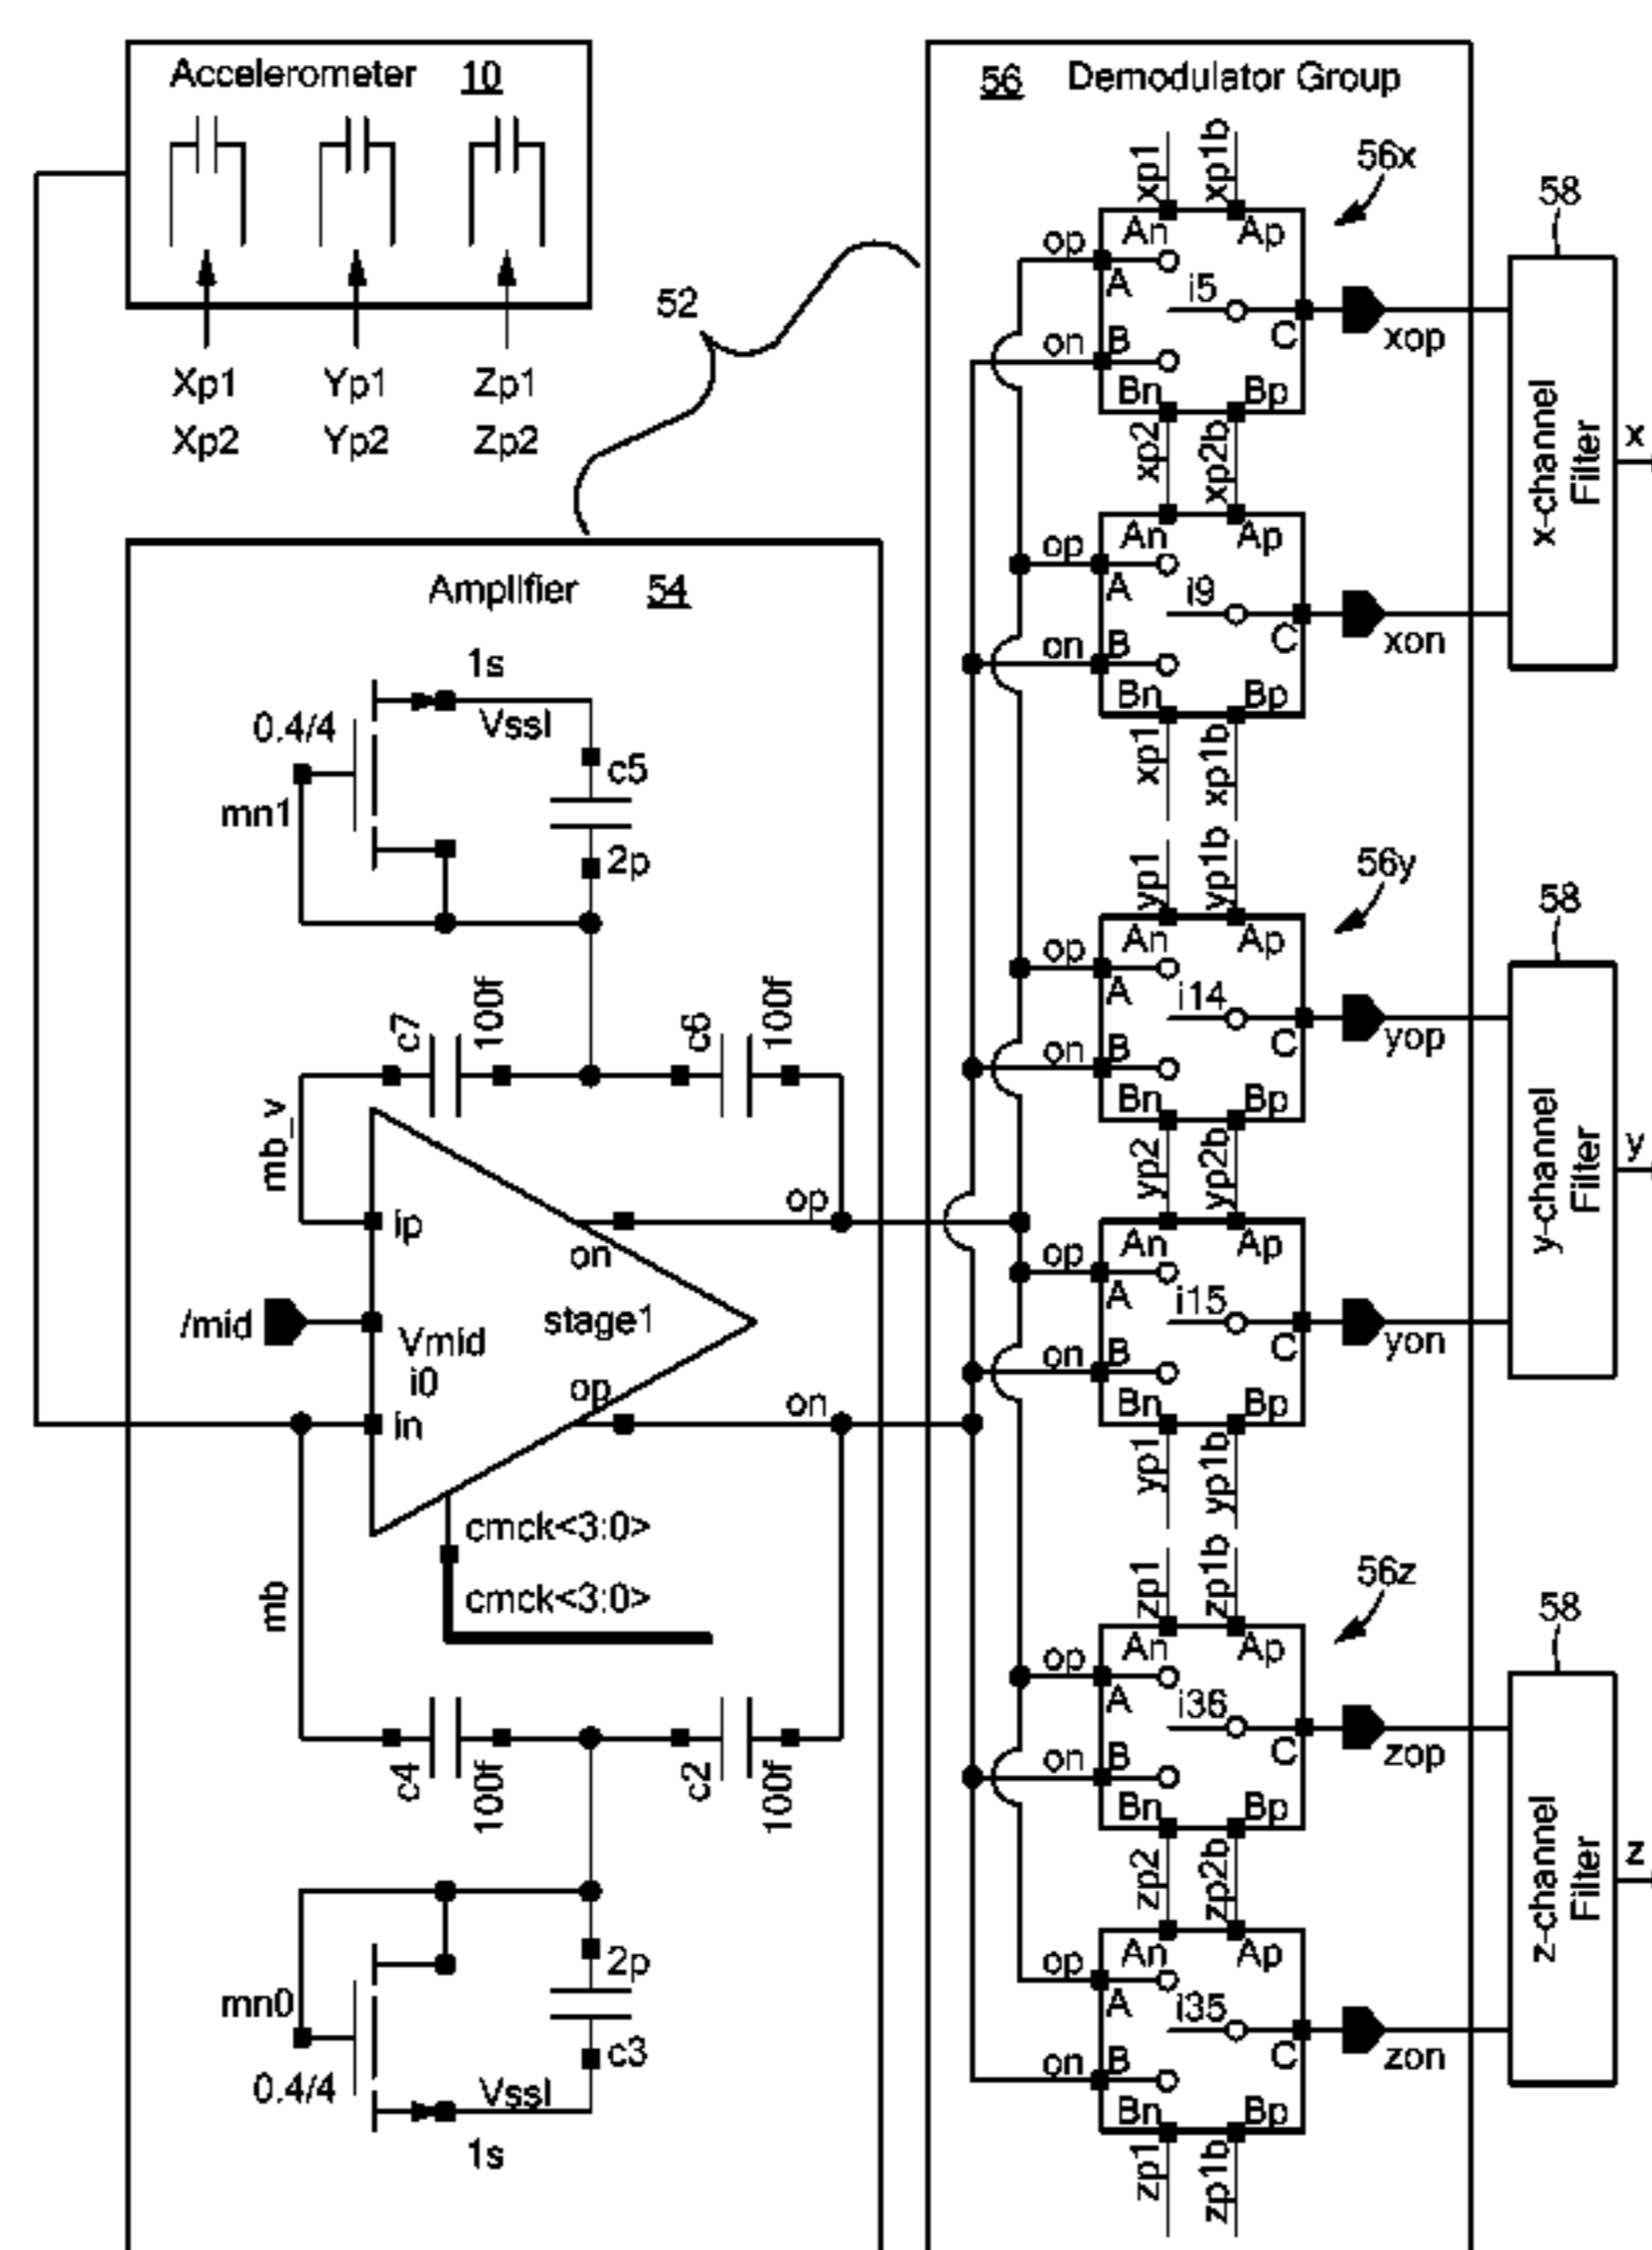 Accelerometer 10
Xp1 Yp1 Zp1
Xp2 Yp2 Zp2
52
Amplifier 54
1s
0.4/4
Vssl
mn1
c5
2p
c7
100f
c6
100f
mb_v
ip
op
on
/mid
Vmid
i0
stage1
op
on
in
cmck<3:0>
cmck<3:0>
mb
c4
100f
c2
100f
mn0
2p
c3
0.4/4
Vssl
1s
56 Demodulator Group
xp1
xp1b
56x
op
An
Ap
A
i5
on
B
C
xop
Bn
Bp
xp2
xp2b
op
An
Ap
A
i9
on
B
C
xon
Bn
Bp
xp1
xp1b
58
x-channel
Filter
x
yp1
yp1b
56y
op
An
Ap
A
i14
on
B
C
yop
Bn
Bp
yp2
yp2b
op
An
Ap
A
i15
on
B
C
yon
Bn
Bp
yp1
yp1b
58
y-channel
Filter
y
zp1
zp1b
56z
op
An
Ap
A
i36
on
B
C
zop
Bn
Bp
zp2
zp2b
op
An
Ap
A
i35
on
B
C
zon
Bn
Bp
zp1
zp1b
58
z-channel
Filter
z